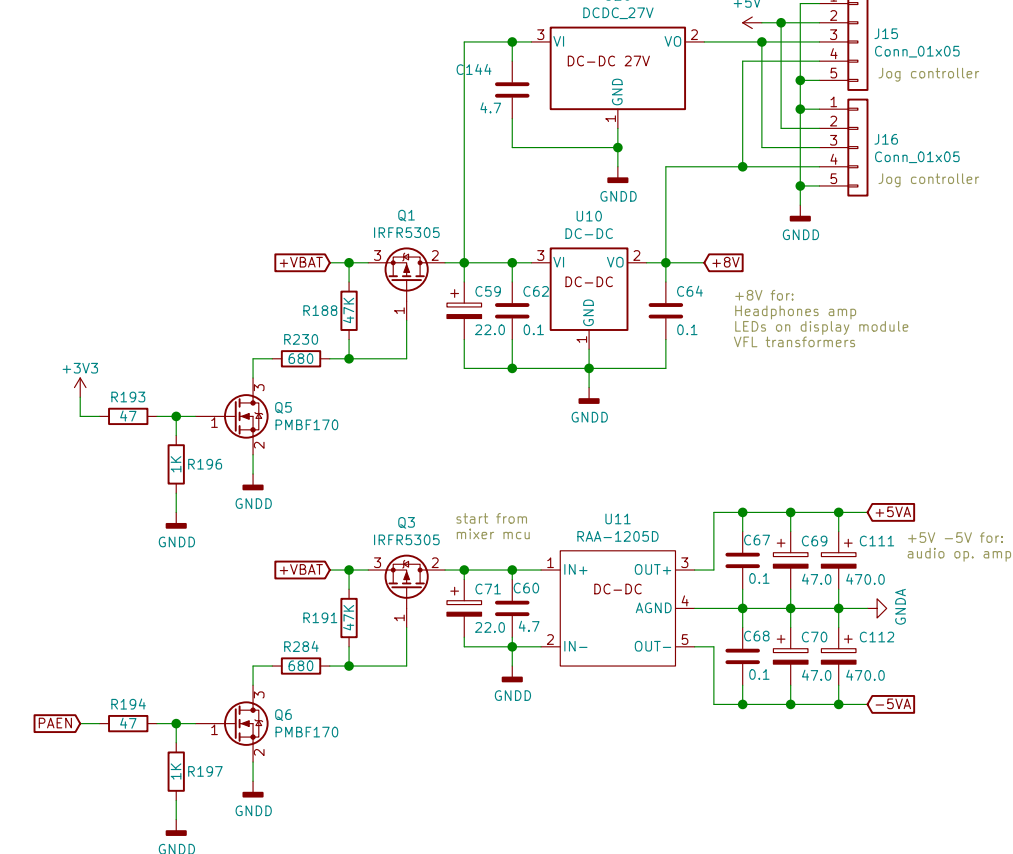 DCDC_27V
+5V
1
3 VI
VO 2
DC-DC 27V
GND
1
C144
4.7
GNDD
2
3
4
5
J15
Conn_01x05
Jog controller
1
2
3
4
5
J16
Conn_01x05
Jog controller
GNDD
Q1
IRFR5305
+VBAT
3
2
1
R188
47K
R230
680
U10
DC-DC
3 VI
VO 2
DC-DC
GND
1
+8V
C59
22.0
C62
0.1
C64
0.1
GNDD
+8V for:
Headphones amp
LEDs on display module
VFL transformers
+3V3
R193
47
1
3
2
Q5
PMBF170
1K
R196
GNDD
GNDD
Q3
IRFR5305
start from
mixer mcu
+VBAT
3
2
1
R191
47K
R284
680
C71
22.0
C60
4.7
GNDD
U11
RAA-1205D
1 IN+
OUT+ 3
DC-DC
AGND 4
2 IN-
OUT- 5
+5VA
+5V -5V for:
audio op. amp
C67
0.1
C69
47.0
C111
470.0
GNDA
C68
0.1
C70
47.0
C112
470.0
-5VA
PAEN
R194
47
1
3
2
Q6
PMBF170
1K
R197
GNDD
GNDD